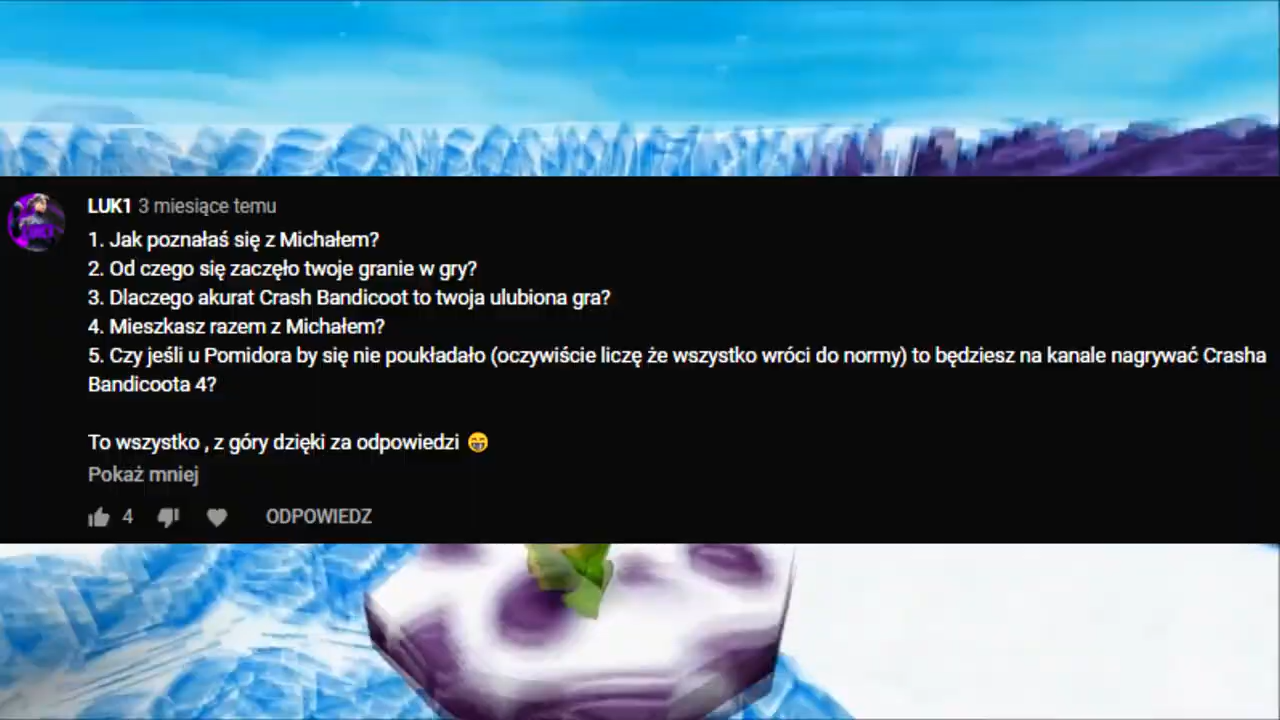 LUK1 3 miesiące temu
1. Jak poznałaś się z Michałem?
2. Od czego się zaczęło twoje granie w gry?
3. Dlaczego akurat Crash Bandicoot to twoja ulubiona gra?
4. Mieszkasz razem z Michałem?
5. Czy jeśli u Pomidora by się nie poukładało (oczywiście liczę że wszystko wróci do normy) to będziesz na kanale nagrywać Crasha
Bandicoota 4?
To wszystko , z góry dzięki za odpowiedzi 😁
Pokaż mniej
4 ODPOWIEDZ